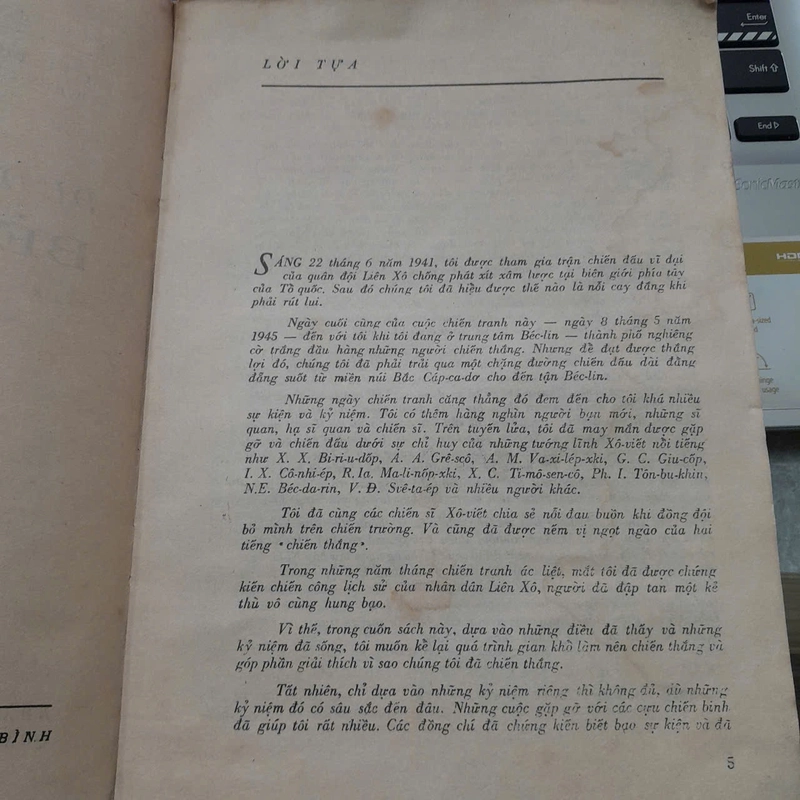 LỜI TỰA
SÁNG 22 tháng 6 năm 1941, tôi được tham gia trận chiến đấu vĩ đại
của quân đội Liên Xô chống phát xít xâm lược tại biên giới phía tây
của Tổ quốc. Sau đó chúng tôi đã hiểu được thế nào là nỗi cay đắng khi
phải rút lui.
Ngày cuối cùng của cuộc chiến tranh này — ngày 8 tháng 5 năm
1945 — đến với tôi khi tôi đang ở trung tâm Béc-lin — thành phố nghiêng
cờ trắng đầu hàng những người chiến thắng. Nhưng để đạt được thắng
lợi đó, chúng tôi đã phải trải qua một chặng đường chiến đấu dài đằng
đẵng suốt từ miền núi Bắc Cáp-ca-dơ cho đến tận Béc-lin.
Những ngày chiến tranh căng thẳng đó đem đến cho tôi khá nhiều
sự kiện và kỷ niệm. Tôi có thêm hàng nghìn người bạn mới, những sĩ
quan, hạ sĩ quan và chiến sĩ. Trên tuyến lửa, tôi đã may mắn được gặp
gỡ và chiến đấu dưới sự chỉ huy của những tướng lĩnh Xô-viết nổi tiếng
như X. X. Bi-ri-u-dốp, A. A. Grê-scô, A. M. Va-xi-lép-xki, G. C. Giu-cốp,
I. X. Cô-nhi-ép, R. Ia. Ma-li-nốp-xki, X. C. Ti-mô-sen-cô, Ph. I. Tôn-bu-khin,
N.E. Béc-da-rin, V. Đ. Svê-ta-ép và nhiều người khác.
Tôi đã cùng các chiến sĩ Xô-viết chia sẻ nỗi đau buồn khi đồng đội
bỏ mình trên chiến trường. Và cũng đã được nếm vị ngọt ngào của hai
tiếng "chiến thắng".
Trong những năm tháng chiến tranh ác liệt, mắt tôi đã được chứng
kiến chiến công lịch sử của nhân dân Liên Xô, người đã đập tan một kẻ
thù vô cùng hung bạo.
Vì thế, trong cuốn sách này, dựa vào những điều đã thấy và những
kỷ niệm đã sống, tôi muốn kể lại quá trình gian khổ làm nên chiến thắng và
góp phần giải thích vì sao chúng tôi đã chiến thắng.
Tất nhiên, chỉ dựa vào những kỷ niệm riêng thì không đủ, dù những
kỷ niệm đó có sâu sắc đến đâu. Những cuộc gặp gỡ với các cựu chiến binh
đã giúp tôi rất nhiều. Các đồng chí đã chứng kiến biết bao sự kiện và đã
5
BÌNH
Enter
Shift
End